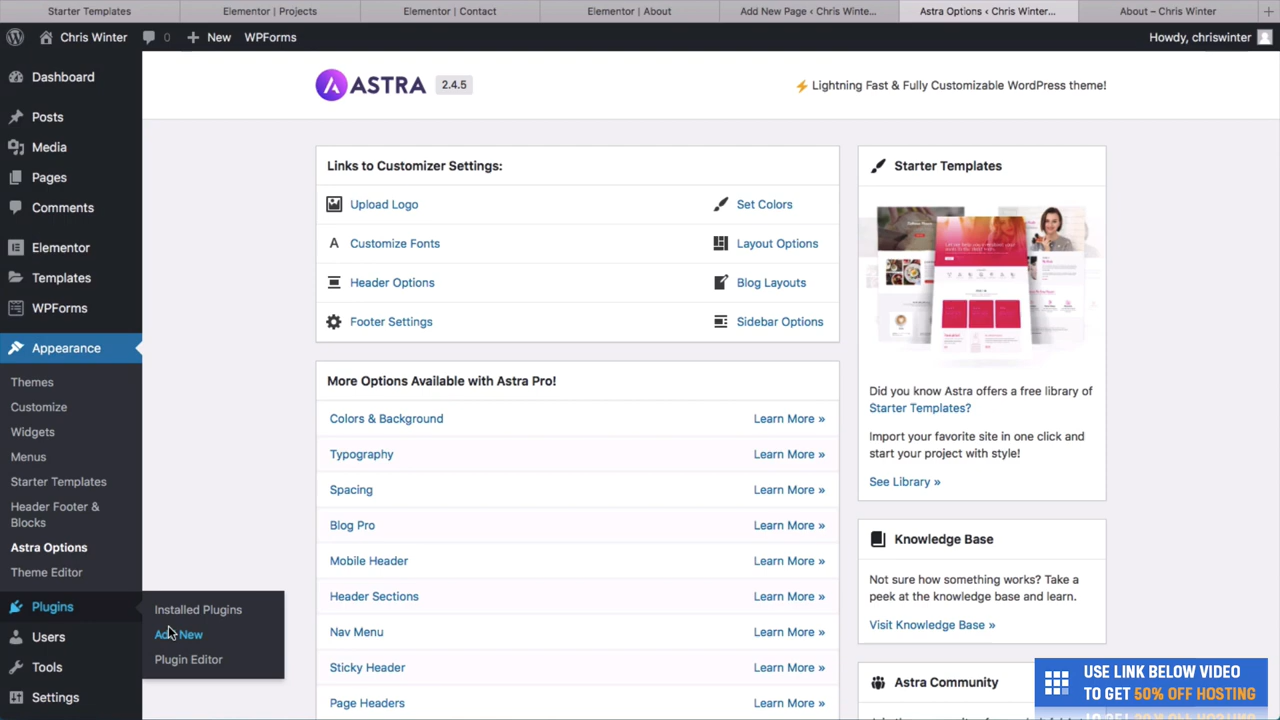 Starter Templates
Elementor | Projects
Elementor | Contact
Elementor | About
Add New Page < Chris Winte...
Astra Options < Chris Winter...
About – Chris Winter
Chris Winter
0
New
WPForms
Howdy, chriswinter
Dashboard
Posts
Media
Pages
Comments
Elementor
Templates
WPForms
Appearance
Themes
Customize
Widgets
Menus
Starter Templates
Header Footer &
Blocks
Astra Options
Theme Editor
Plugins
Users
Tools
Settings
Installed Plugins
Add New
Plugin Editor
ASTRA 2.4.5
Lightning Fast & Fully Customizable WordPress theme!
Links to Customizer Settings:
Upload Logo
Set Colors
Customize Fonts
Layout Options
Header Options
Blog Layouts
Footer Settings
Sidebar Options
More Options Available with Astra Pro!
Colors & Background
Learn More »
Typography
Learn More »
Spacing
Learn More »
Blog Pro
Learn More »
Mobile Header
Learn More »
Header Sections
Learn More »
Nav Menu
Learn More »
Sticky Header
Learn More »
Page Headers
Learn More »
Starter Templates
Did you know Astra offers a free library of
Starter Templates?
Import your favorite site in one click and
start your project with style!
See Library »
Knowledge Base
Not sure how something works? Take a
peek at the knowledge base and learn.
Visit Knowledge Base »
Astra Community
USE LINK BELOW VIDEO
TO GET 50% OFF HOSTING